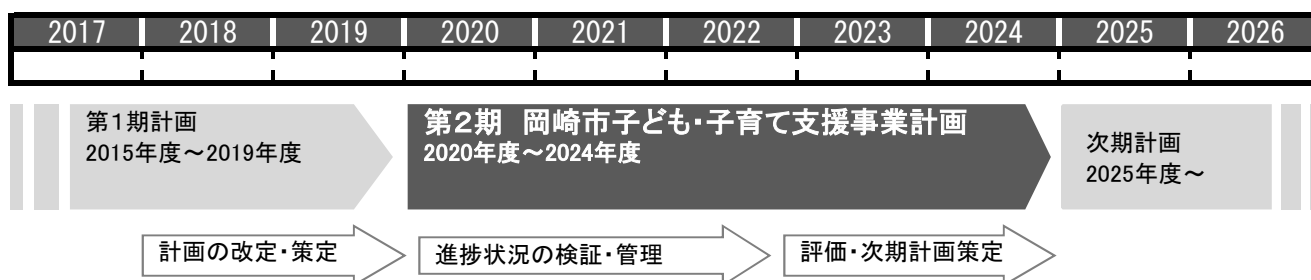 2017 2018 2019 2020 2021 2022 2023 2024 2025 2026
第1期計画
2015年度～2019年度
第2期　岡崎市子ども・子育て支援事業計画
2020年度～2024年度
次期計画
2025年度～
計画の改定・策定
進捗状況の検証・管理
評価・次期計画策定